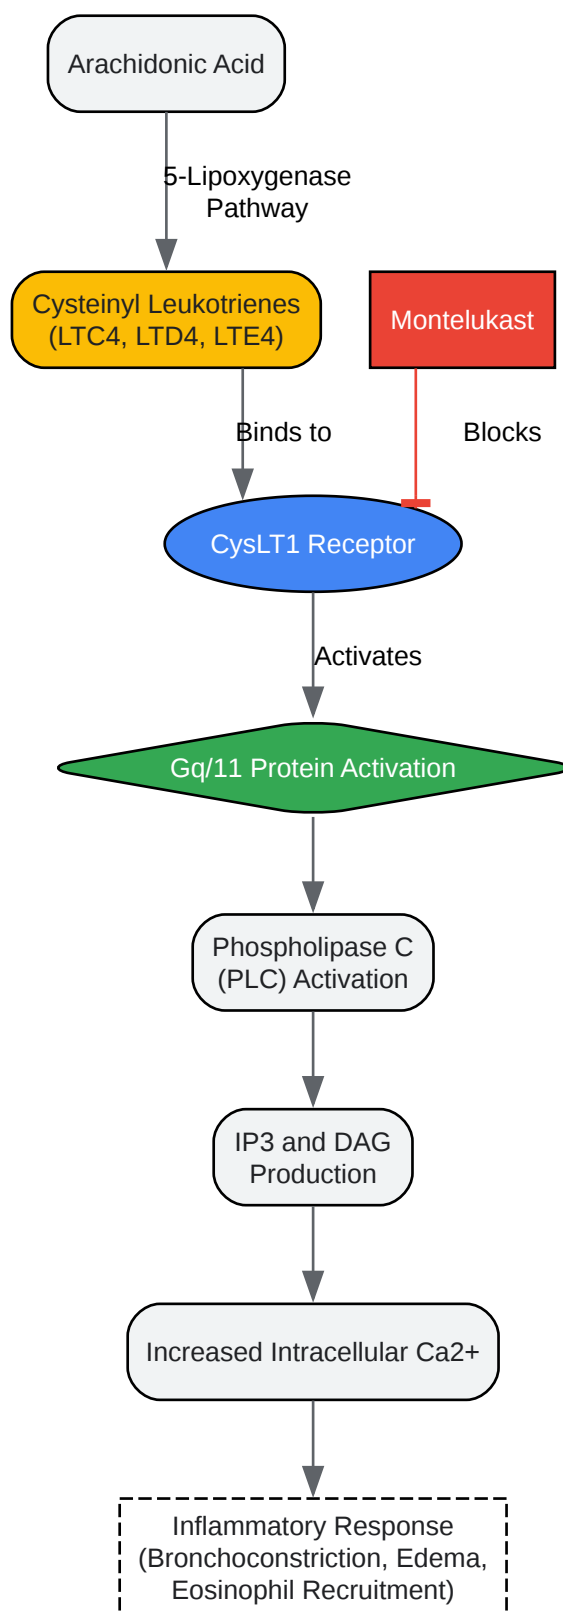 Arachidonic Acid
5-Lipoxygenase
Pathway
Cysteinyl Leukotrienes
(LTC4, LTD4, LTE4)
Montelukast
Binds to
Blocks
CysLT1 Receptor
Activates
Gq/11 Protein Activation
Phospholipase C
(PLC) Activation
IP3 and DAG
Production
Increased Intracellular Ca2+
Inflammatory Response
(Bronchoconstriction, Edema,
Eosinophil Recruitment)